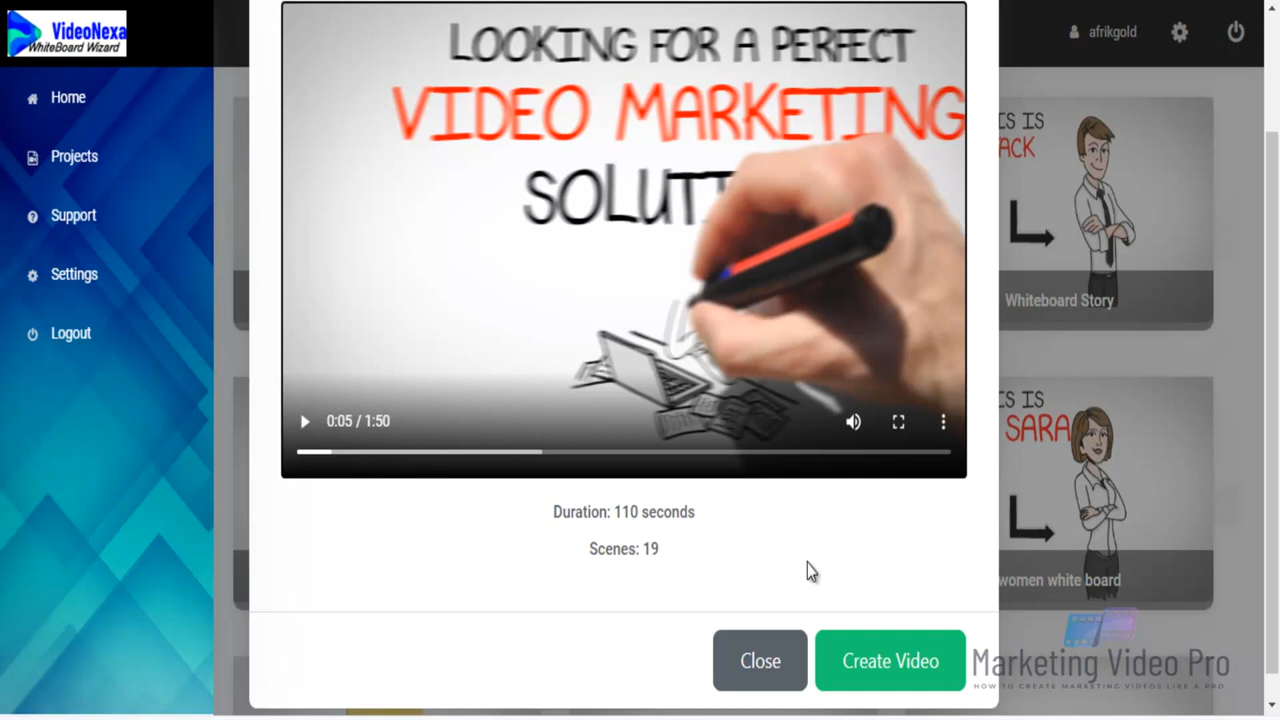 VideoNexa
WhiteBoard Wizard
afrikgold
Home
Projects
Support
Settings
Logout
LOOKING FOR A PERFECT
VIDEO MARKETING
SOLUTI
0:05 / 1:50
Duration: 110 seconds
Scenes: 19
Close
Create Video
IS IS
ACK
Whiteboard Story
IS IS
SARA
women white board
Marketing Video Pro
HOW TO CREATE MARKETING VIDEOS LIKE A PRO